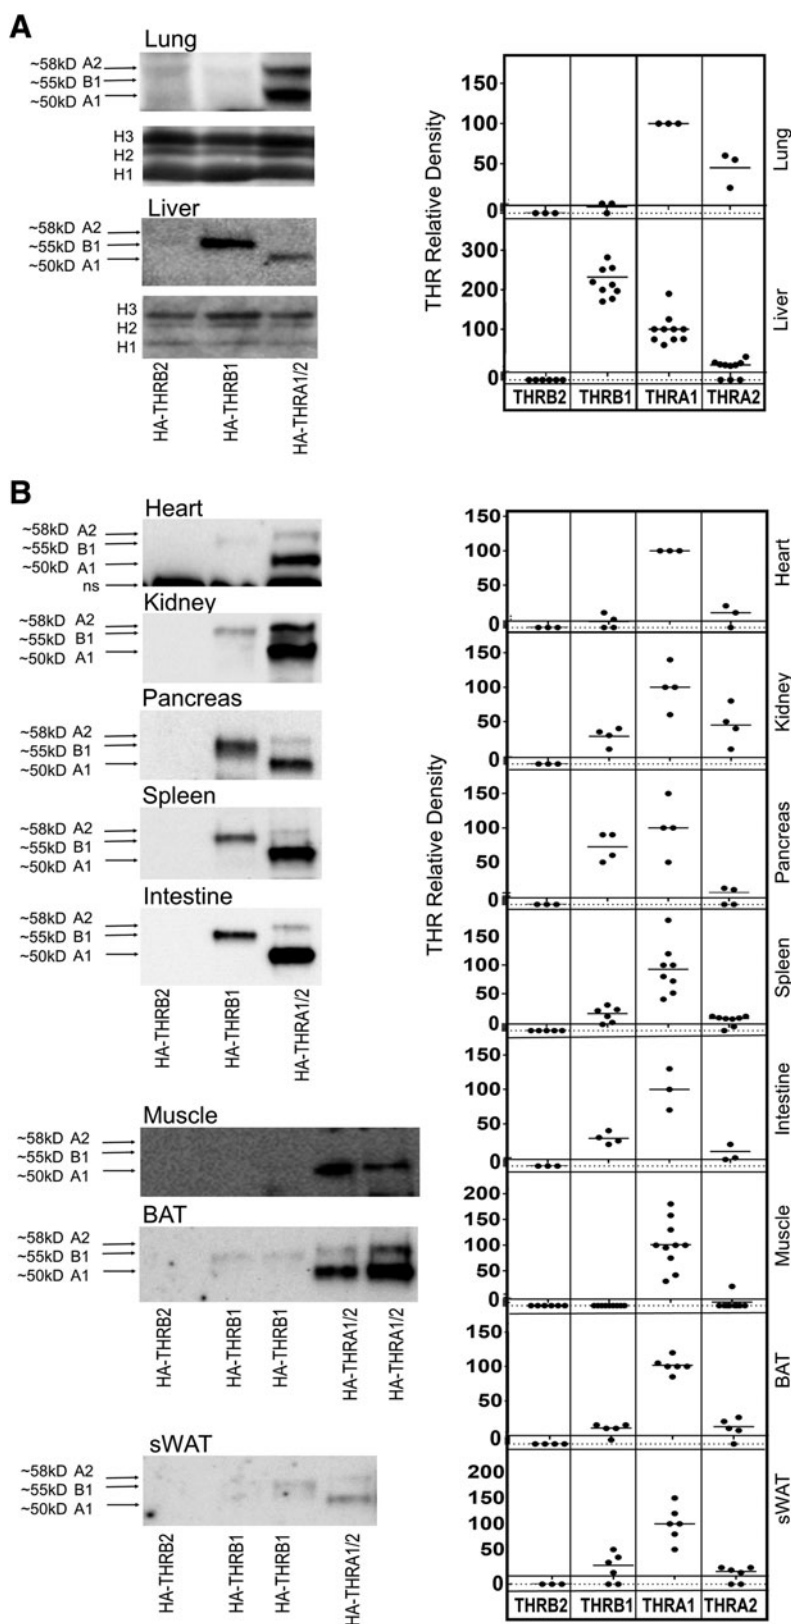 A
Lung
~58kD A2
~55kD B1
~50kD A1
H3
H2
H1
Liver
~58kD A2
~55kD B1
~50kD A1
H3
H2
H1
HA-THRB2
HA-THRB1
HA-THRA1/2
THR Relative Density
150
100
50
0
Lung
300
200
100
0
Liver
THRB2 THRB1 THRA1 THRA2
B
Heart
~58kD A2
~55kD B1
~50kD A1
ns
Kidney
~58kD A2
~55kD B1
~50kD A1
Pancreas
~58kD A2
~55kD B1
~50kD A1
Spleen
~58kD A2
~55kD B1
~50kD A1
Intestine
~58kD A2
~55kD B1
~50kD A1
HA-THRB2
HA-THRB1
HA-THRA1/2
Muscle
~58kD A2
~55kD B1
~50kD A1
BAT
~58kD A2
~55kD B1
~50kD A1
HA-THRB2
HA-THRB1
HA-THRB1
HA-THRA1/2
HA-THRA1/2
sWAT
~58kD A2
~55kD B1
~50kD A1
HA-THRB2
HA-THRB1
HA-THRB1
HA-THRA1/2
THR Relative Density
150
100
50
0
Heart
150
100
50
0
Kidney
150
100
50
0
Pancreas
150
100
50
0
Spleen
150
100
50
0
Intestine
200
150
100
50
0
Muscle
150
100
50
0
BAT
200
150
100
50
0
sWAT
THRB2 THRB1 THRA1 THRA2